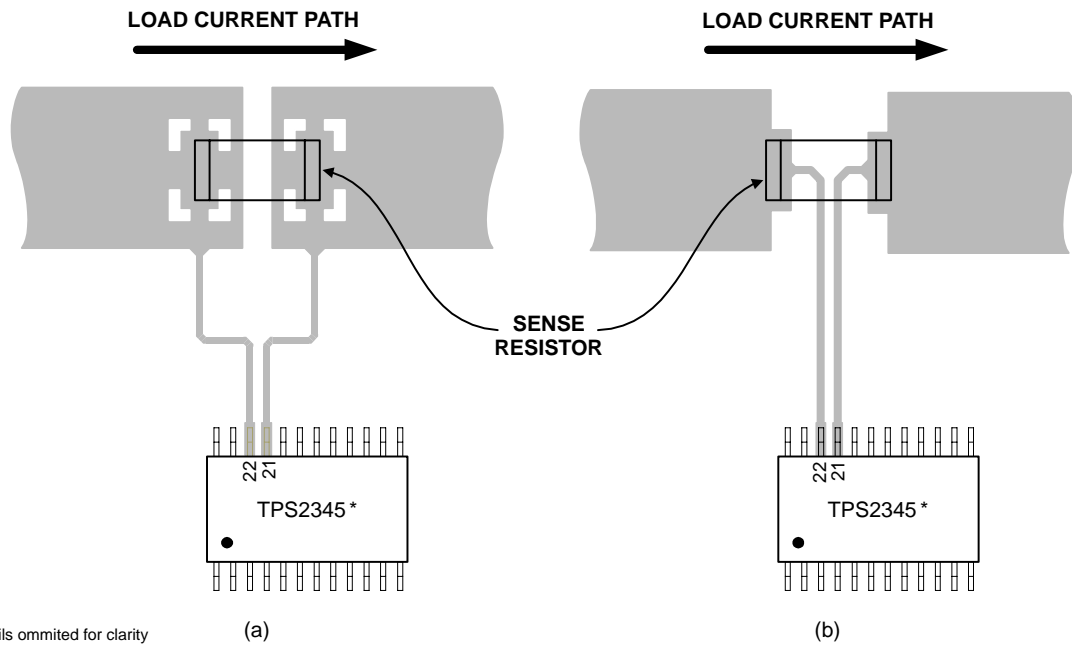 LOAD CURRENT PATH
LOAD CURRENT PATH
SENSE
RESISTOR
22
21
22
21
TPS2345 *
TPS2345 *
ils ommited for clarity
(a)
(b)